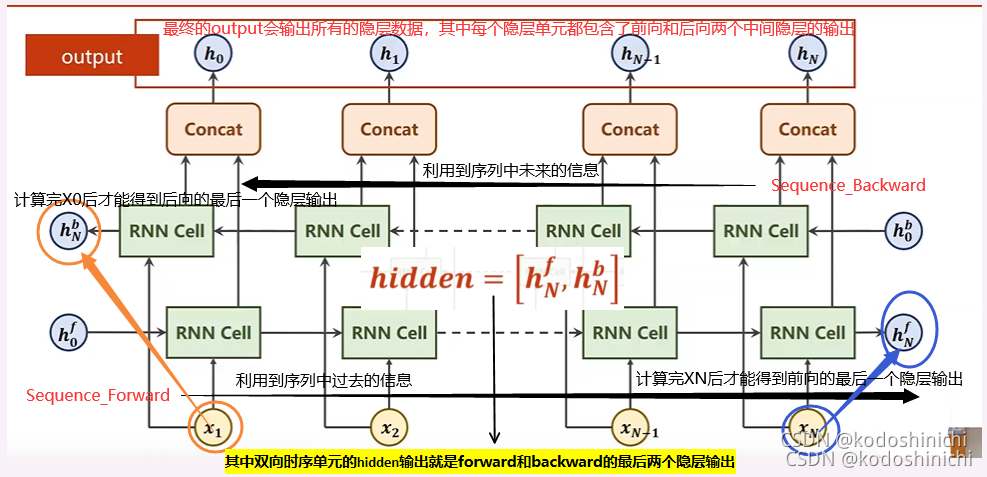 最终的output会输出所有的隐层数据，其中每个隐层单元都包含了前向和后向两个中间隐层的输出
output
h₀ h₁ hN−1 hN
Concat Concat Concat Concat
利用到序列中未来的信息
Sequence_Backward
计算完X0后才能得到后向的最后一个隐层输出
h_N^b RNN Cell RNN Cell RNN Cell RNN Cell h_0^b
hidden = [h_N^f, h_N^b]
h_0^f RNN Cell RNN Cell RNN Cell RNN Cell h_N^f
利用到序列中过去的信息
计算完XN后才能得到前向的最后一个隐层输出
Sequence_Forward
x₁ x₂ xN−1 xN
CSDN @kodoshinichi
CSDN @kodoshinichi
其中双向时序单元的hidden输出就是forward和backward的最后两个隐层输出